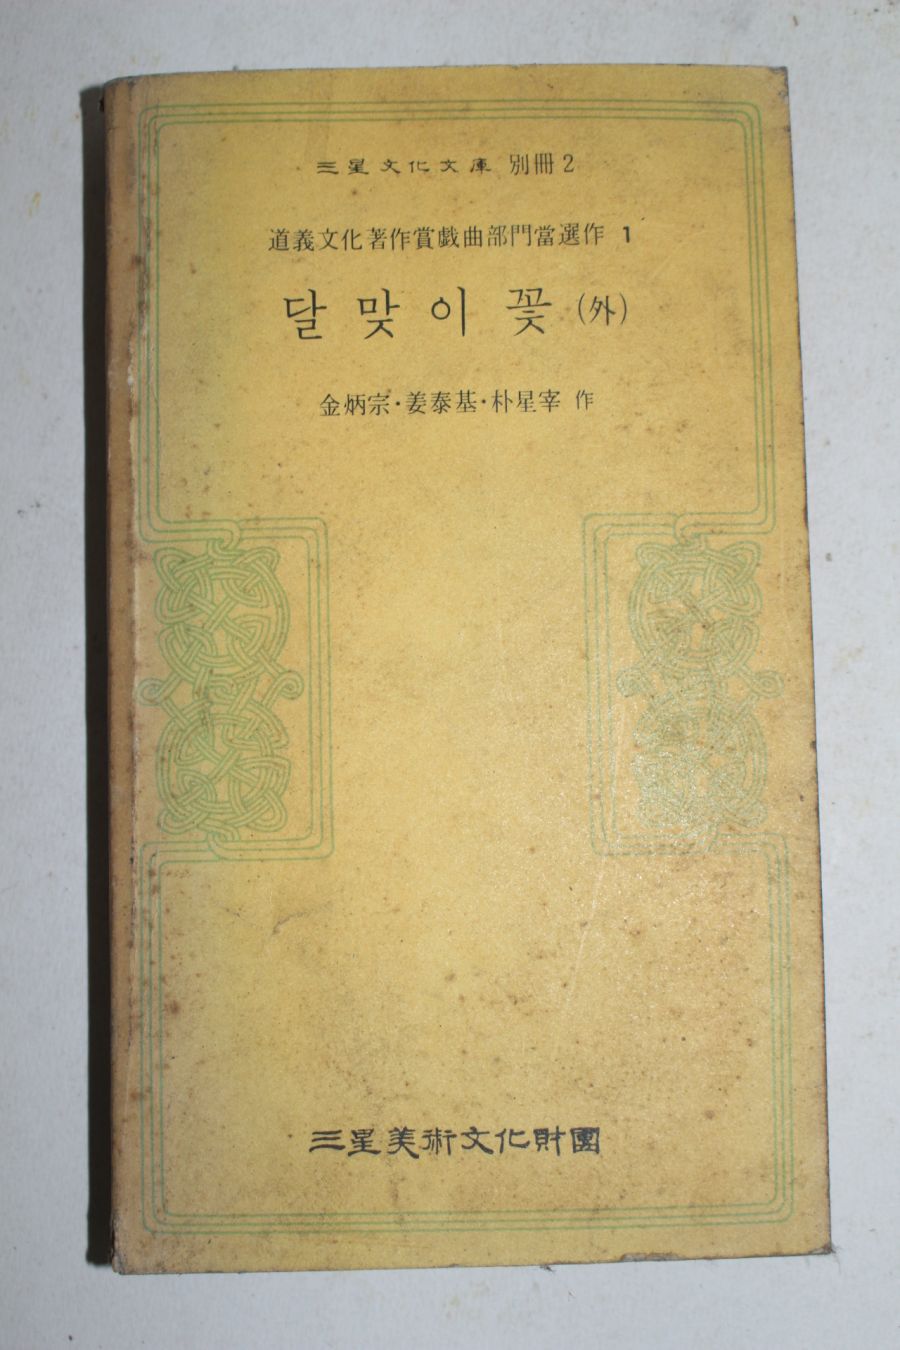 三星文化文庫 別冊 2
道義文化著作賞戱曲部門當選作 1
달맞이꽃 (外)
金炳宗·姜泰基·朴星宰 作
三星美術文化財團